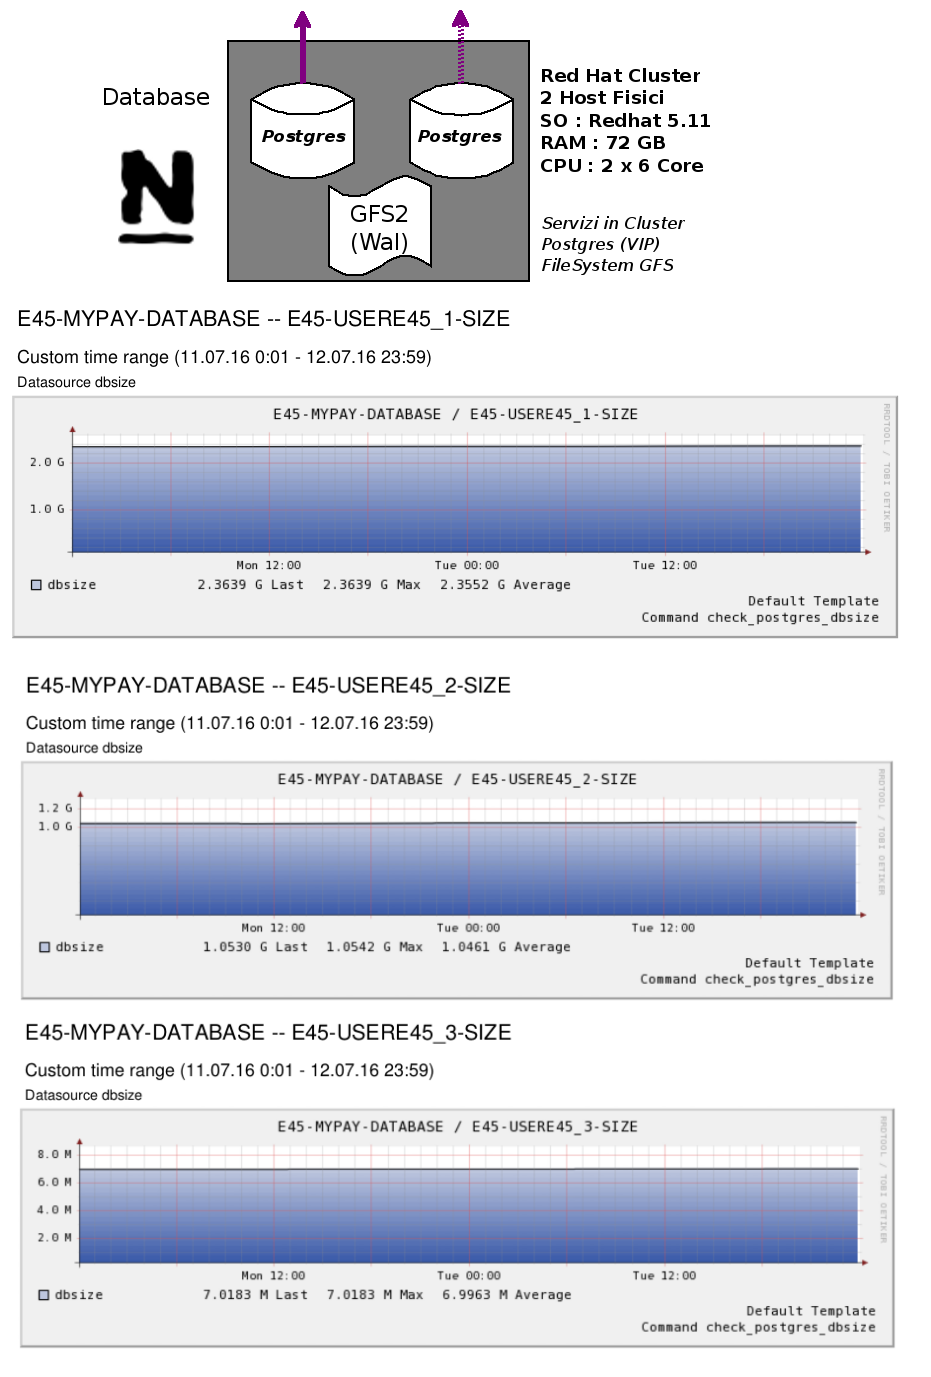 Database
Postgres
Postgres
GFS2
(Wal)
N
Red Hat Cluster
2 Host Fisici
SO : Redhat 5.11
RAM : 72 GB
CPU : 2 x 6 Core
Servizi in Cluster
Postgres (VIP)
FileSystem GFS
E45-MYPAY-DATABASE -- E45-USERE45_1-SIZE
Custom time range (11.07.16 0:01 - 12.07.16 23:59)
Datasource dbsize
E45-MYPAY-DATABASE / E45-USERE45_1-SIZE
RRDTOOL / TOBI OETIKER
2.0 G
1.0 G
Mon 12:00 Tue 00:00 Tue 12:00
dbsize 2.3639 G Last 2.3639 G Max 2.3552 G Average
Default Template
Command check_postgres_dbsize
E45-MYPAY-DATABASE -- E45-USERE45_2-SIZE
Custom time range (11.07.16 0:01 - 12.07.16 23:59)
Datasource dbsize
E45-MYPAY-DATABASE / E45-USERE45_2-SIZE
RRDTOOL / TOBI OETIKER
1.2 G
1.0 G
Mon 12:00 Tue 00:00 Tue 12:00
dbsize 1.0530 G Last 1.0542 G Max 1.0461 G Average
Default Template
Command check_postgres_dbsize
E45-MYPAY-DATABASE -- E45-USERE45_3-SIZE
Custom time range (11.07.16 0:01 - 12.07.16 23:59)
Datasource dbsize
E45-MYPAY-DATABASE / E45-USERE45_3-SIZE
RRDTOOL / TOBI OETIKER
8.0 M
6.0 M
4.0 M
2.0 M
Mon 12:00 Tue 00:00 Tue 12:00
dbsize 7.0183 M Last 7.0183 M Max 6.9963 M Average
Default Template
Command check_postgres_dbsize